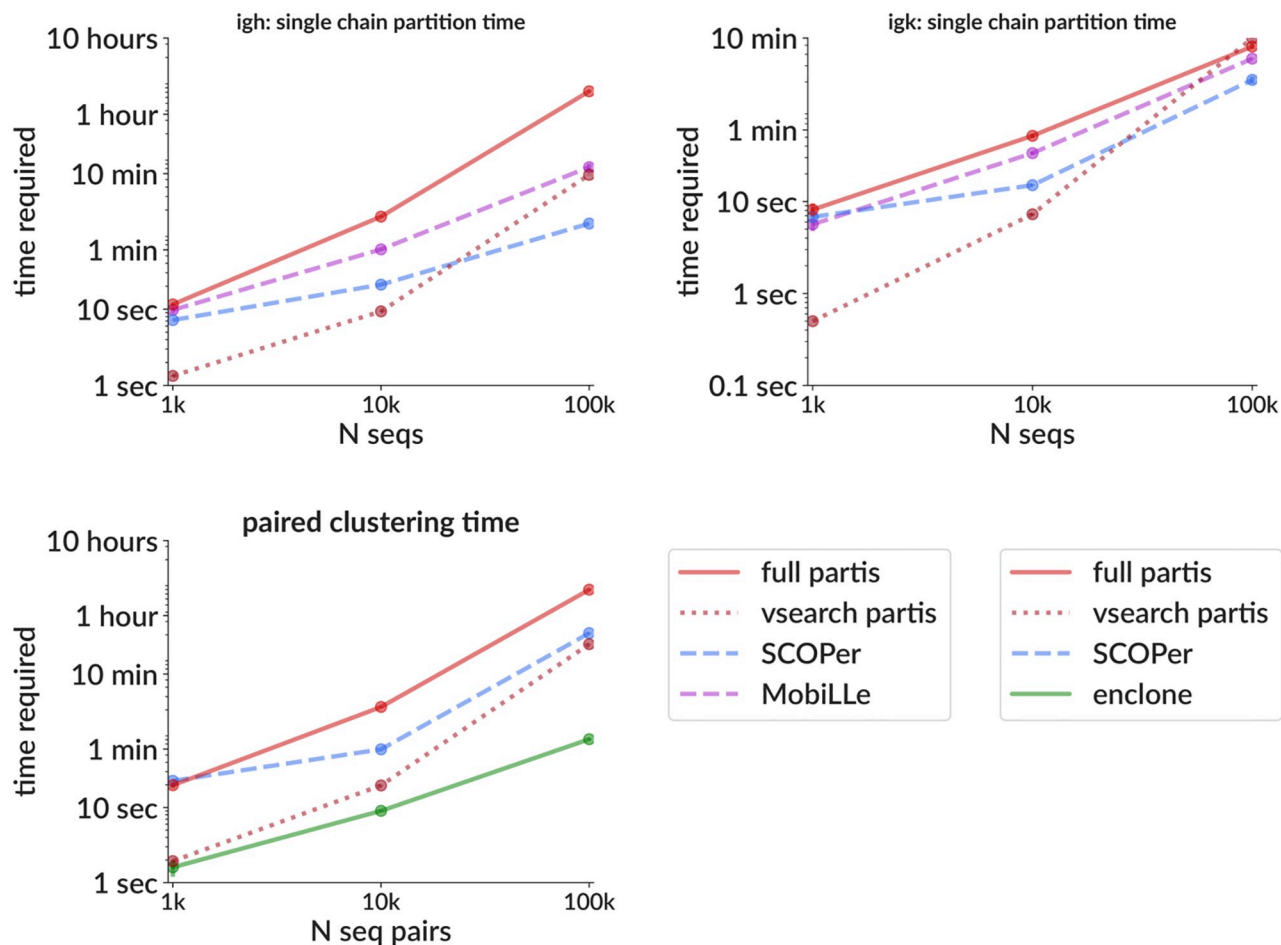 igh: single chain partition time
10 hours
1 hour
10 min
1 min
10 sec
1 sec
time required
1k
10k
100k
N seqs
igk: single chain partition time
10 min
1 min
10 sec
1 sec
0.1 sec
time required
1k
10k
100k
N seqs
paired clustering time
10 hours
1 hour
10 min
1 min
10 sec
1 sec
time required
1k
10k
100k
N seq pairs
full partis
vsearch partis
SCOPer
MobiLLe
full partis
vsearch partis
SCOPer
enclone